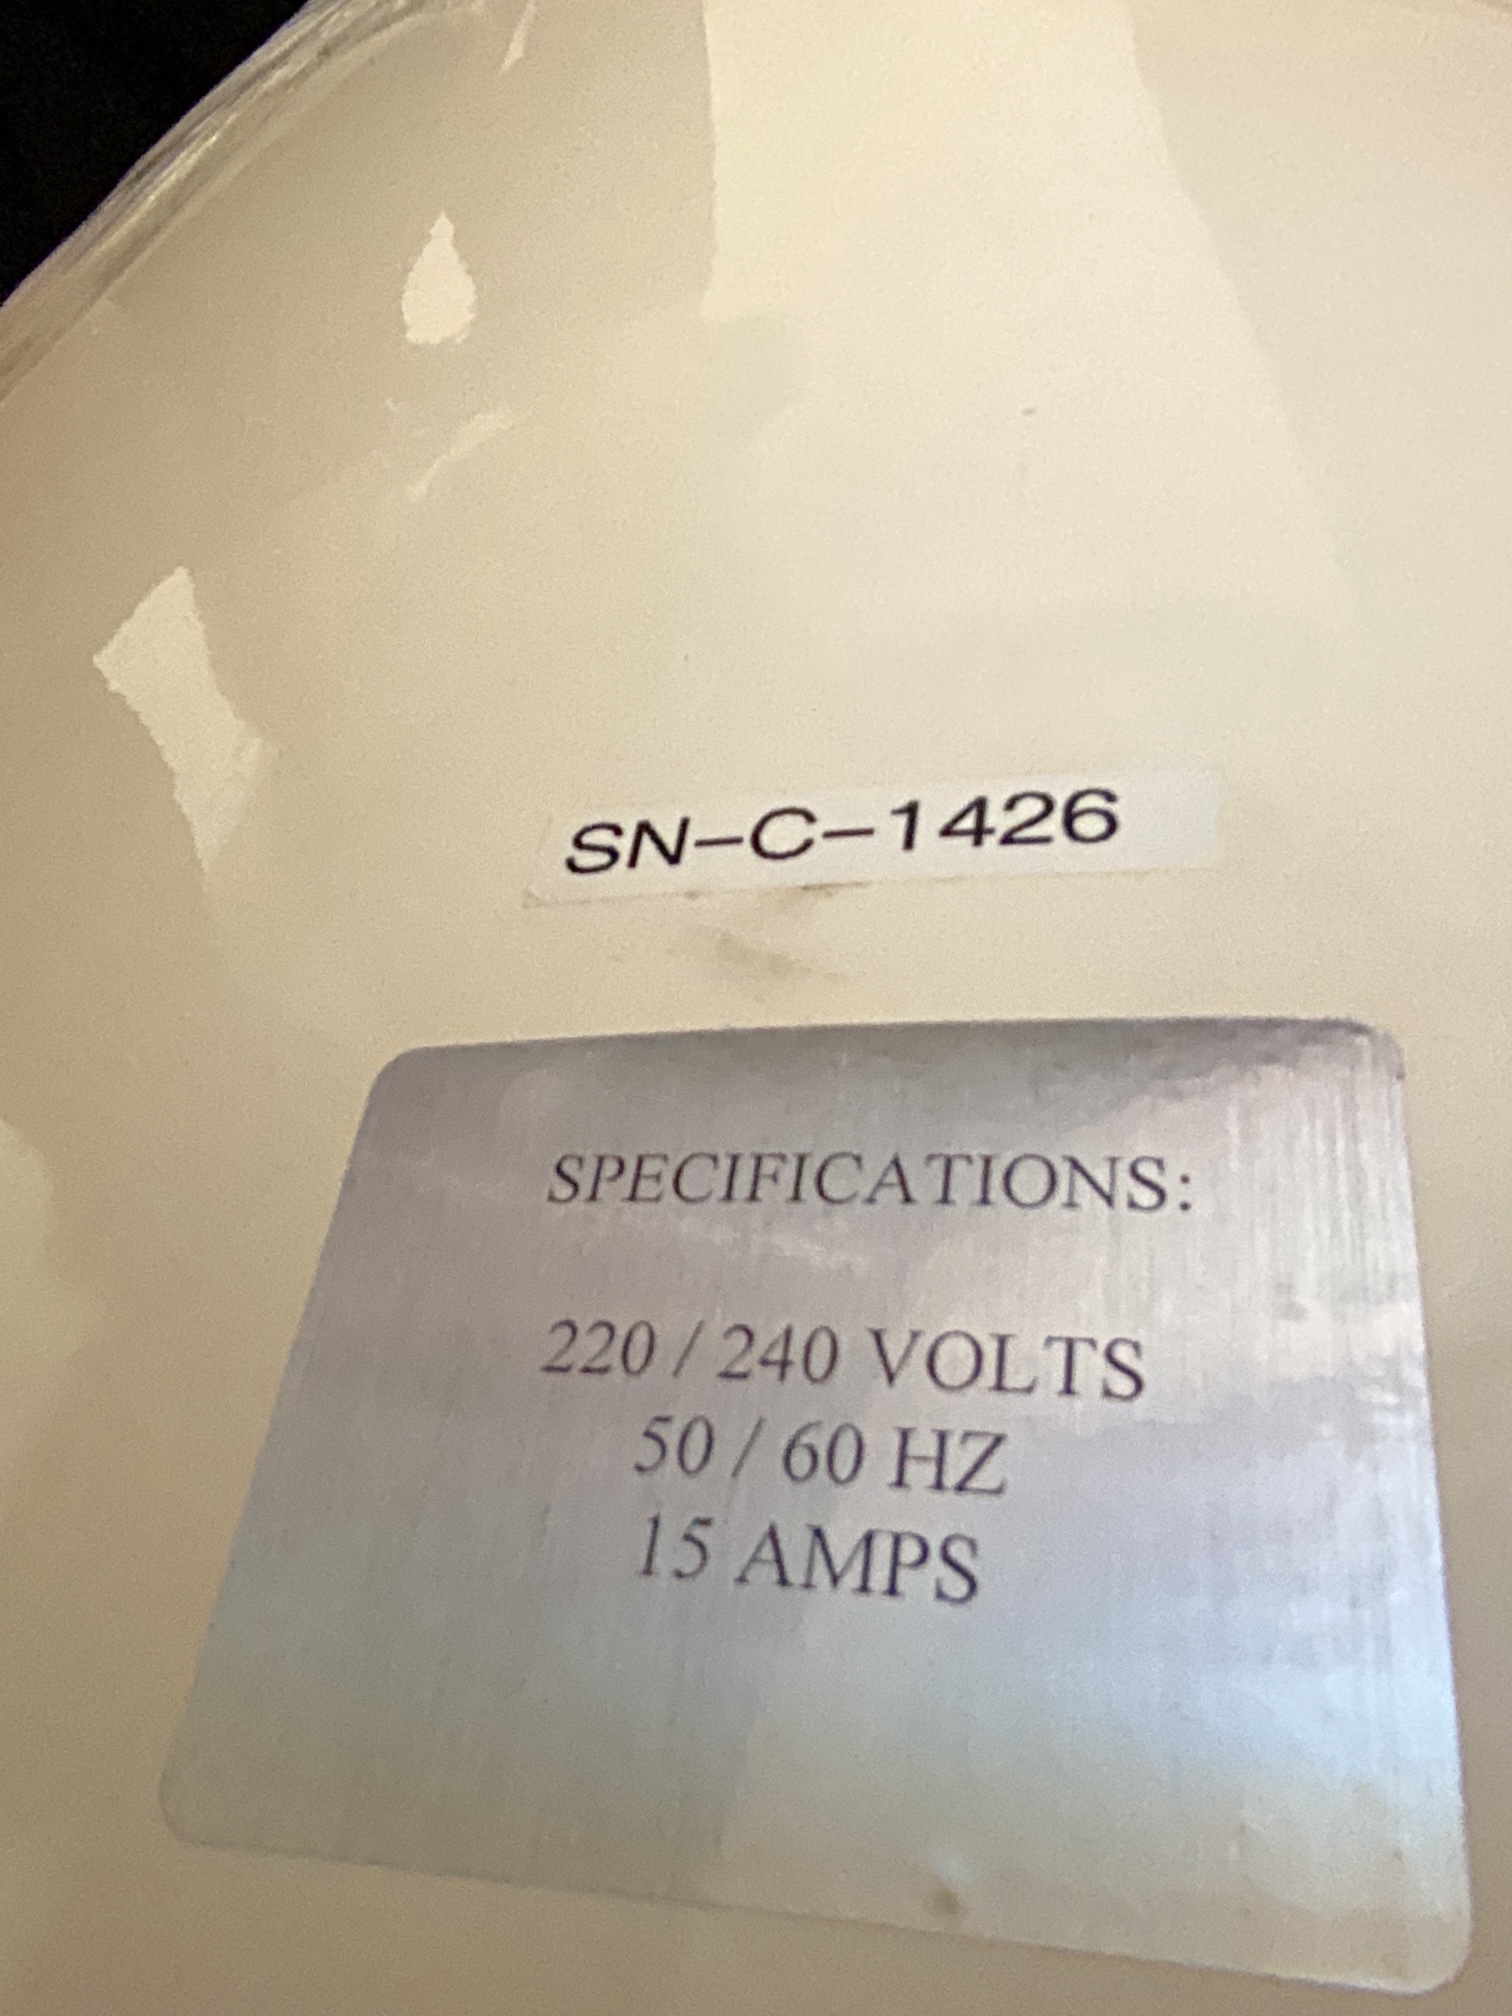 SN-C-1426
SPECIFICATIONS:
220 / 240 VOLTS
50 / 60 HZ
15 AMPS